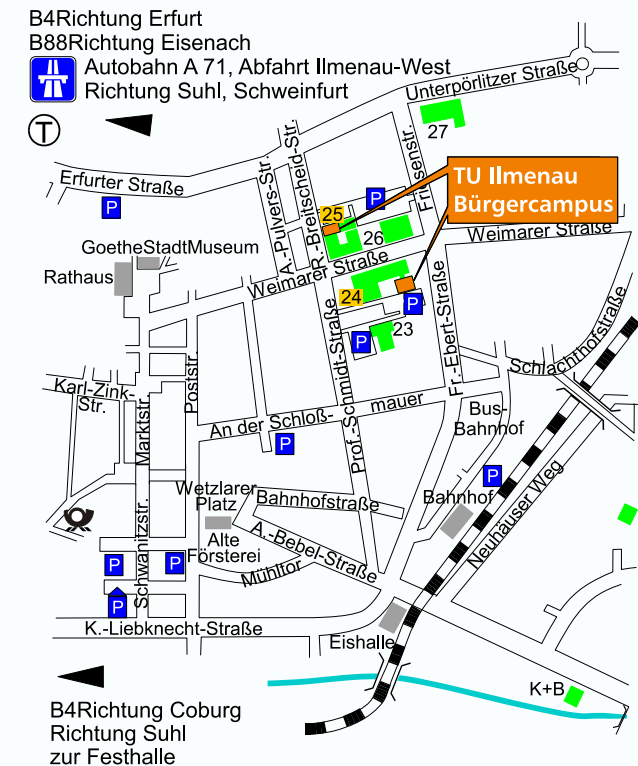 B4Richtung Erfurt
B88Richtung Eisenach
Autobahn A 71, Abfahrt Ilmenau-West
Richtung Suhl, Schweinfurt
T
Unterpörlitzer Straße
27
Erfurter Straße
P
A.-Pulvers-Str.
R.-Breitscheid-Str.
Friesenstr.
P
TU Ilmenau
Bürgercampus
25
26
Weimarer Straße
GoetheStadtMuseum
Rathaus
Weimarer Straße
24
P
23
P
Prof.-Schmidt-Straße
Fr.-Ebert-Straße
Schlachthofstraße
Karl-Zink-
Str.
Marktstr.
Poststr.
An der Schloß-
mauer
P
Bus-
Bahnhof
P
Bahnhof
Neuhäuser Weg
Wetzlarer
Platz
Bahnhofstraße
Alte
Försterei
A.-Bebel-Straße
Mühltor
Schwanitzstr.
P
P
P
K.-Liebknecht-Straße
Eishalle
K+B
B4Richtung Coburg
Richtung Suhl
zur Festhalle